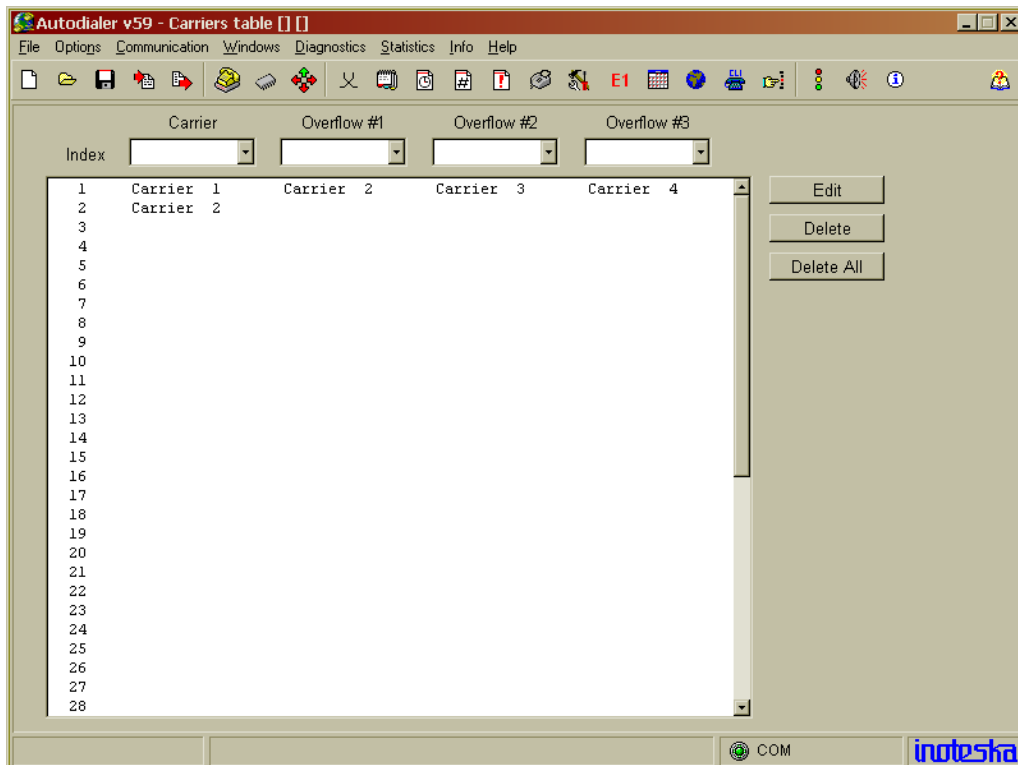 Autodialer v59 - Carriers table [] []
File Options Communication Windows Diagnostics Statistics Info Help
E1 CLI
Carrier Overflow #1 Overflow #2 Overflow #3
Index
1 Carrier 1 Carrier 2 Carrier 3 Carrier 4 Edit
2 Carrier 2
3 Delete
4
5 Delete All
6
7
8
9
10
11
12
13
14
15
16
17
18
19
20
21
22
23
24
25
26
27
28
COM inoteska